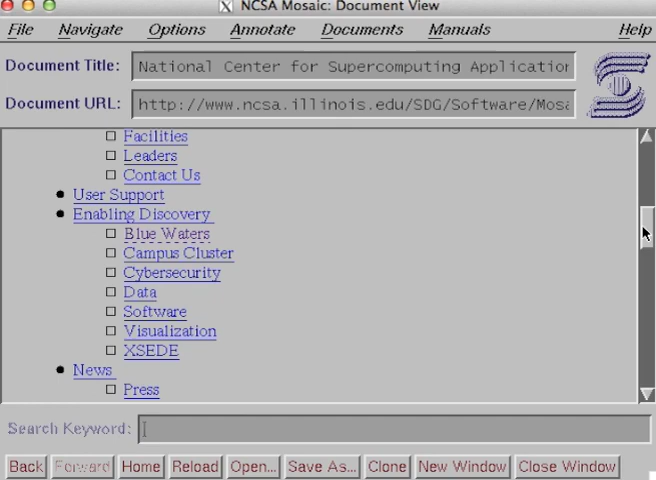 X NCSA Mosaic: Document View
File Navigate Options Annotate Documents Manuals Help
Document Title: National Center for Supercomputing Application
Document URL: http://www.ncsa.illinois.edu/SDG/Software/Mosa
Facilities
Leaders
Contact Us
User Support
Enabling Discovery
Blue Waters
Campus Cluster
Cybersecurity
Data
Software
Visualization
XSEDE
News
Press
Search Keyword:
Back Forward Home Reload Open... Save As... Clone New Window Close Window